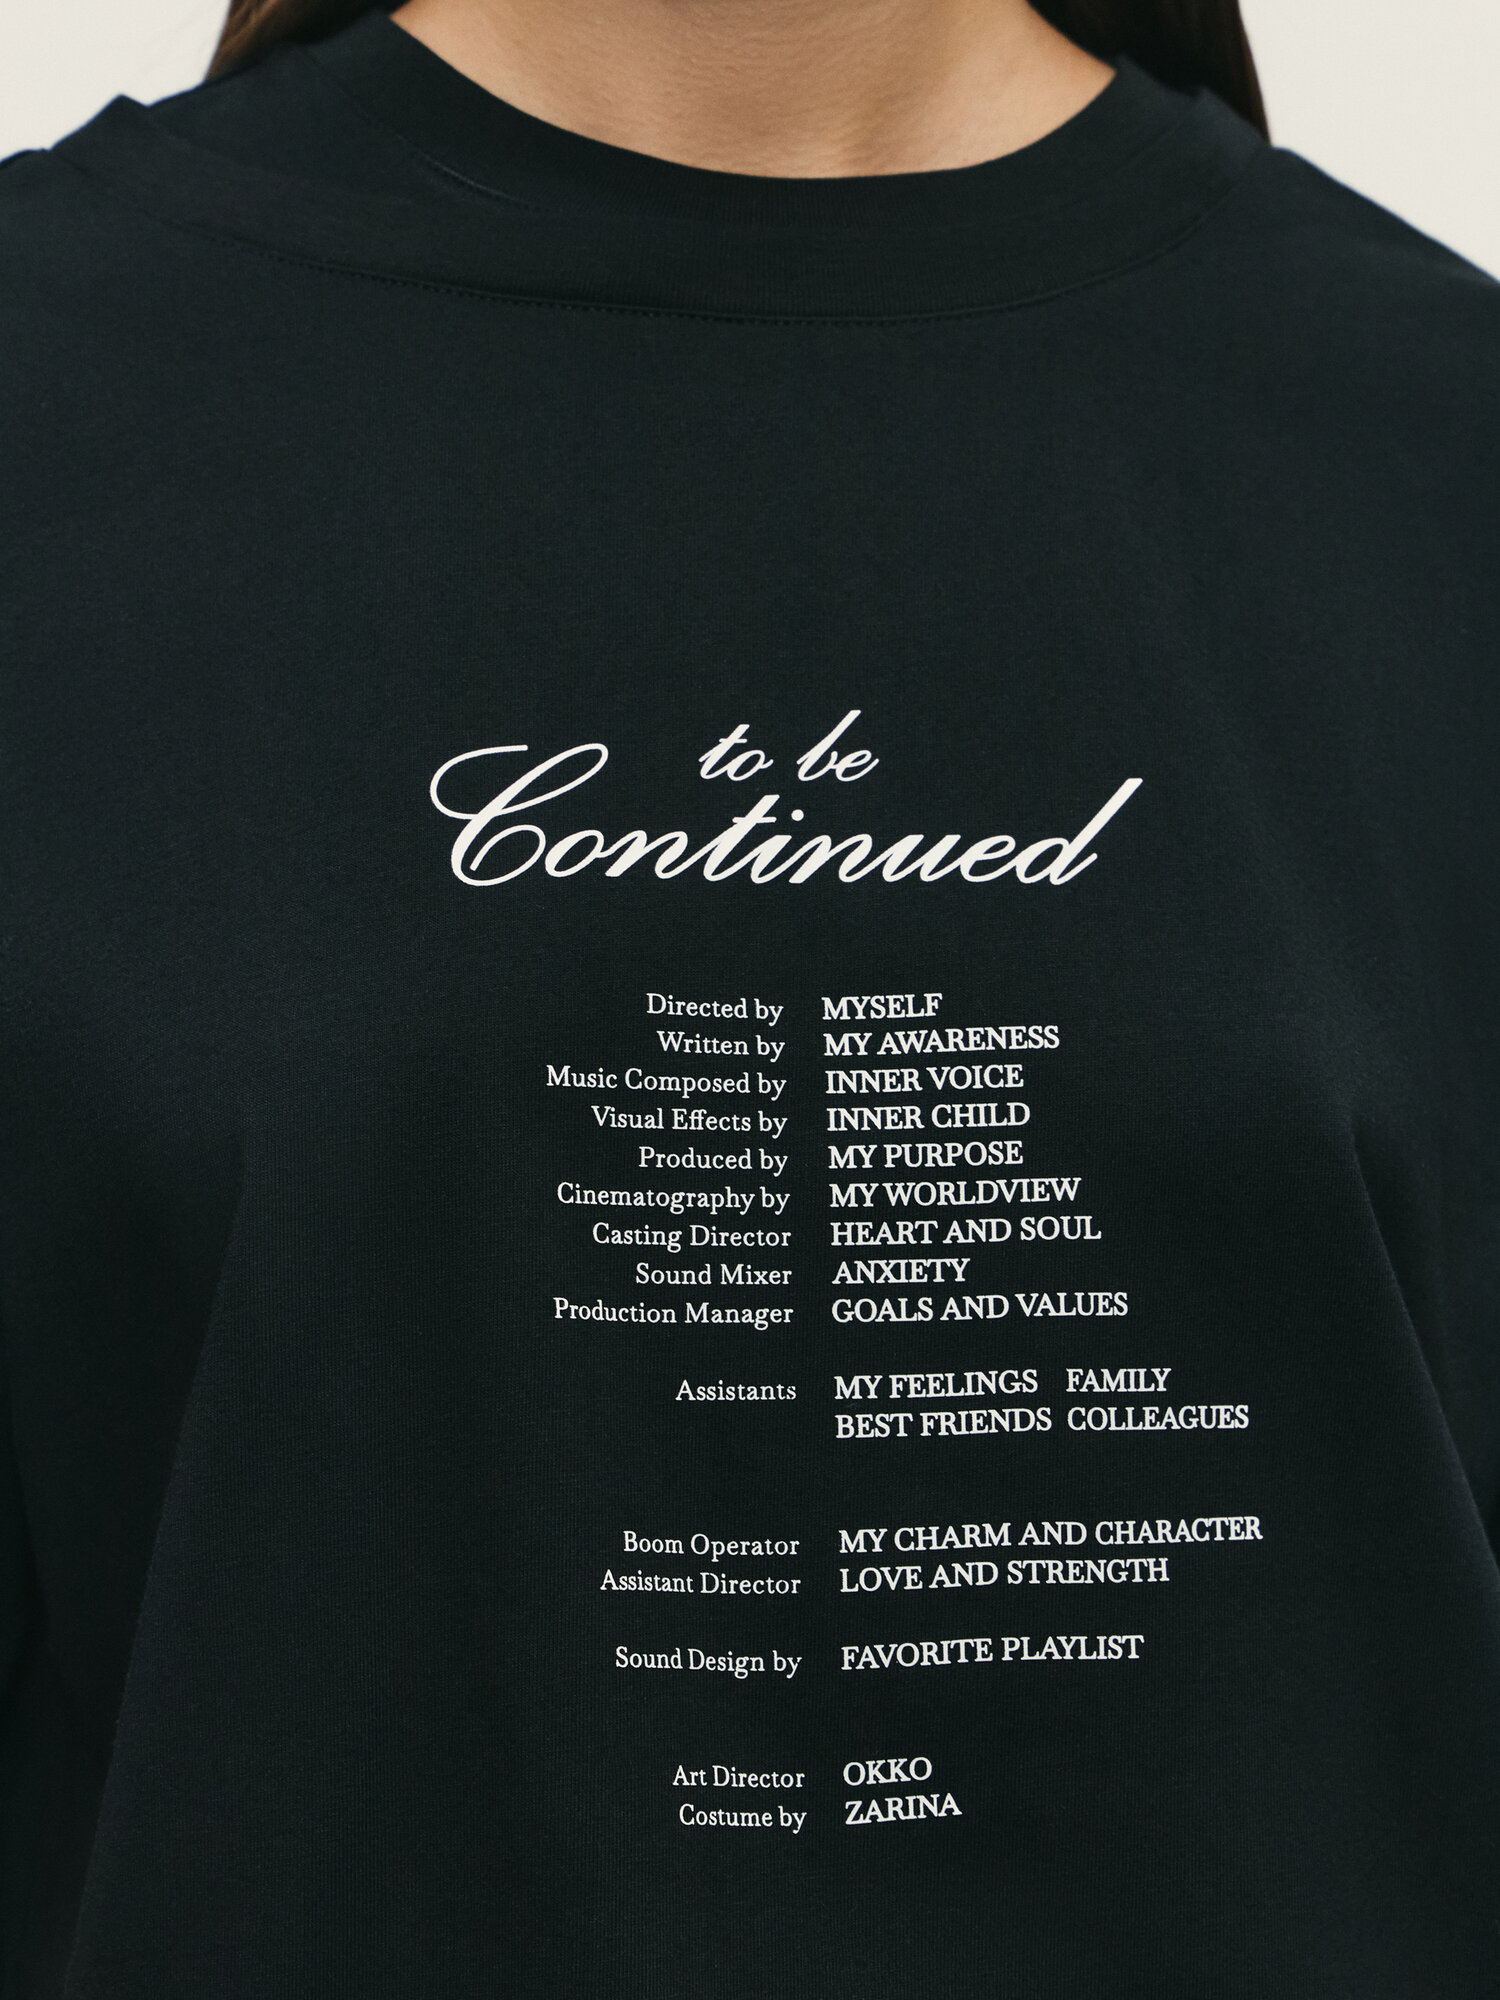 to be
Continued
Directed by MYSELF
Written by MY AWARENESS
Music Composed by INNER VOICE
Visual Effects by INNER CHILD
Produced by MY PURPOSE
Cinematography by MY WORLDVIEW
Casting Director HEART AND SOUL
Sound Mixer ANXIETY
Production Manager GOALS AND VALUES
Assistants MY FEELINGS FAMILY
BEST FRIENDS COLLEAGUES
Boom Operator MY CHARM AND CHARACTER
Assistant Director LOVE AND STRENGTH
Sound Design by FAVORITE PLAYLIST
Art Director OKKO
Costume by ZARINA